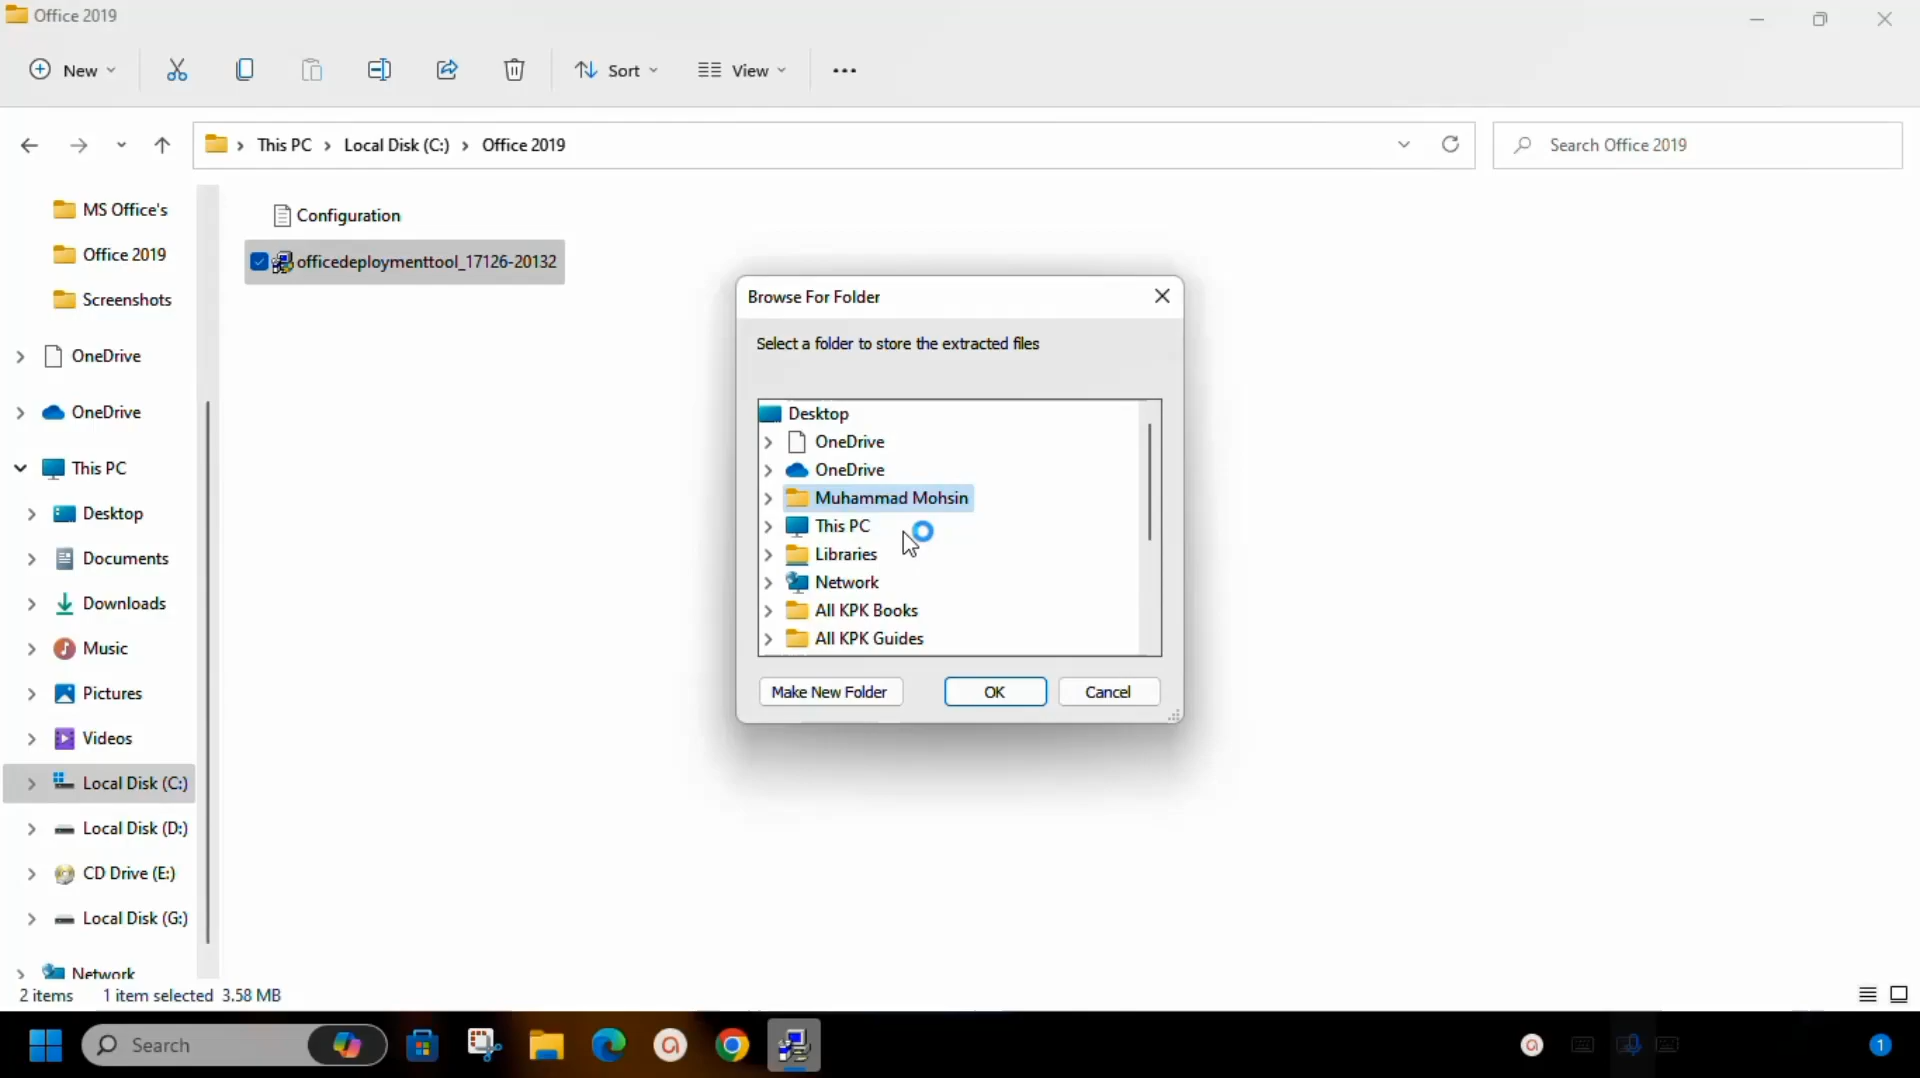 Office 2019
New
Sort
View
This PC
Local Disk (C:)
Office 2019
Search Office 2019
MS Office's
Office 2019
Screenshots
OneDrive
OneDrive
This PC
Desktop
Documents
Downloads
Music
Pictures
Videos
Local Disk (C:)
Local Disk (D:)
CD Drive (E:)
Local Disk (G:)
Network
Configuration
officedeploymenttool_17126-20132
Browse For Folder
Select a folder to store the extracted files
Desktop
OneDrive
OneDrive
Muhammad Mohsin
This PC
Libraries
Network
All KPK Books
All KPK Guides
Make New Folder
OK
Cancel
2 items
1 item selected 3.58 MB
Search
1